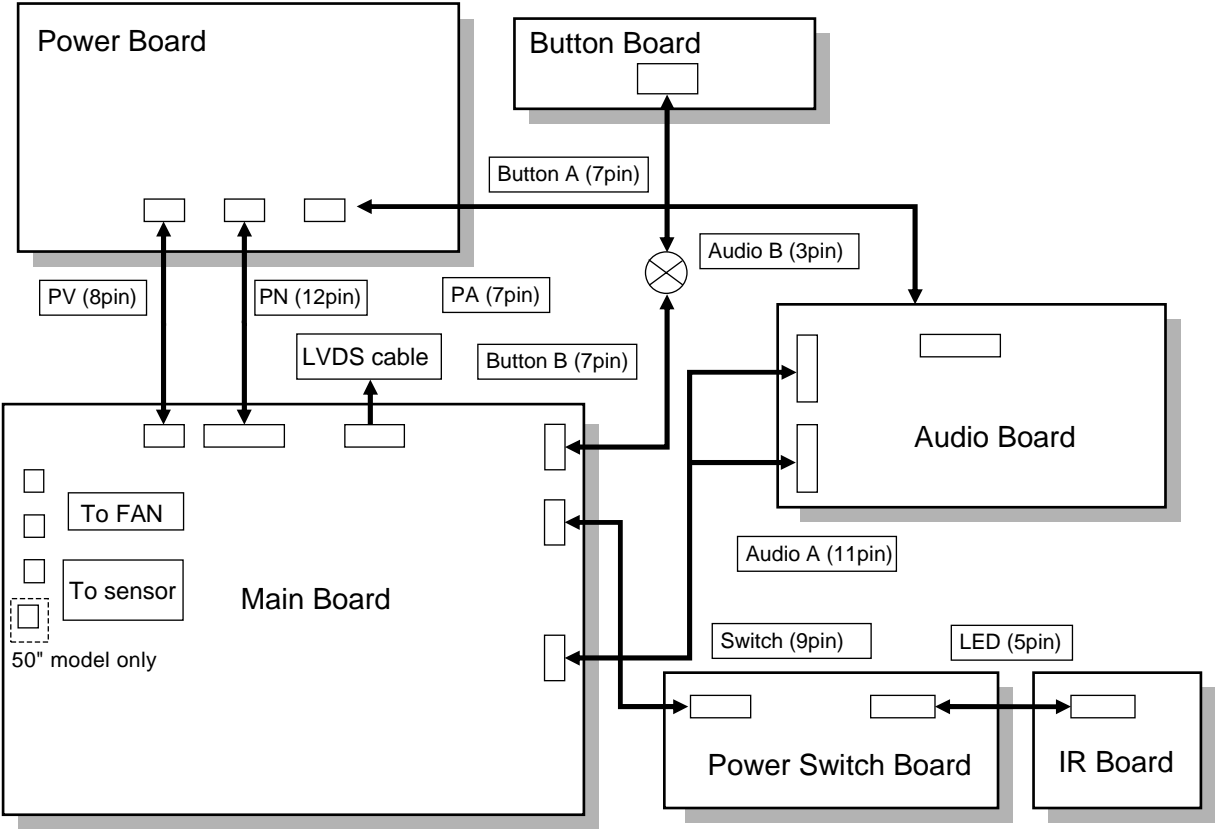 Power Board
Button Board
Button A (7pin)
Audio B (3pin)
PV (8pin)
PN (12pin)
PA (7pin)
LVDS cable
Button B (7pin)
Audio Board
To FAN
Audio A (11pin)
To sensor
Main Board
50" model only
Switch (9pin)
LED (5pin)
Power Switch Board
IR Board